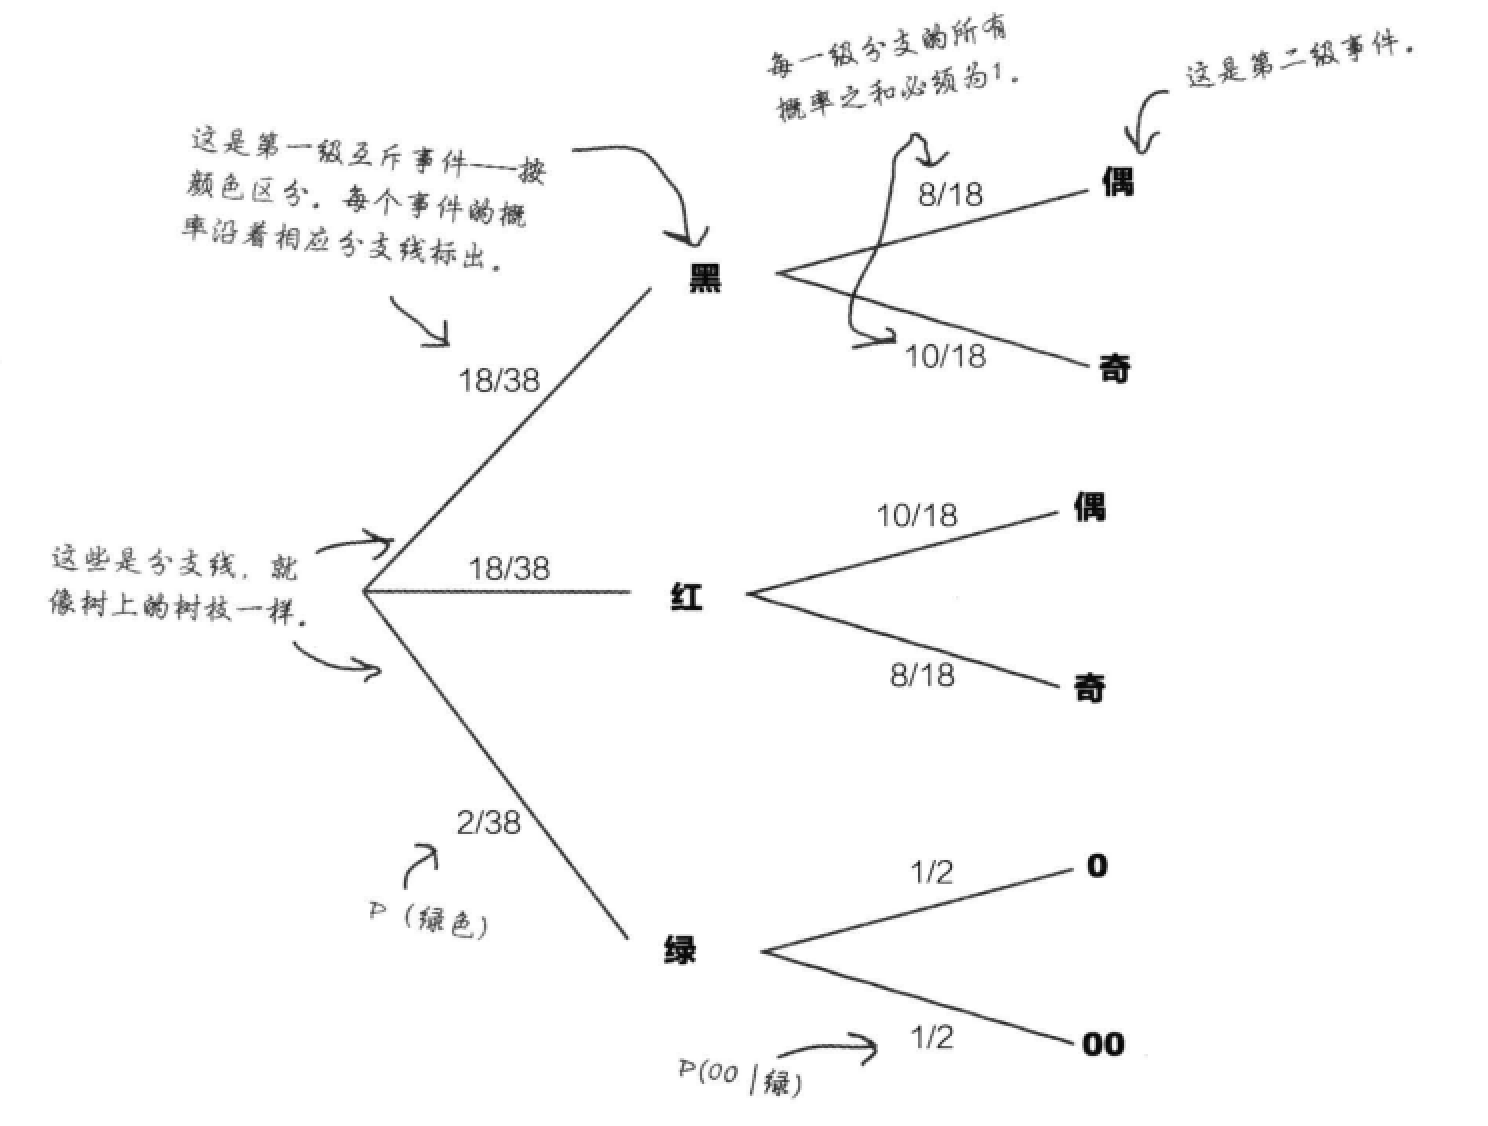 每一级分支的所有
概率之和必须为1.
这是第二级事件.
这是第一级互斥事件——按
颜色区分.每个事件的概
率沿着相应分支线标出.
8/18
偶
黑
10/18
奇
18/38
10/18
偶
这些是分支线,就
像树上的树枝一样.
18/38
红
8/18
奇
2/38
P(绿色)
1/2
0
绿
1/2
00
P(00|绿)